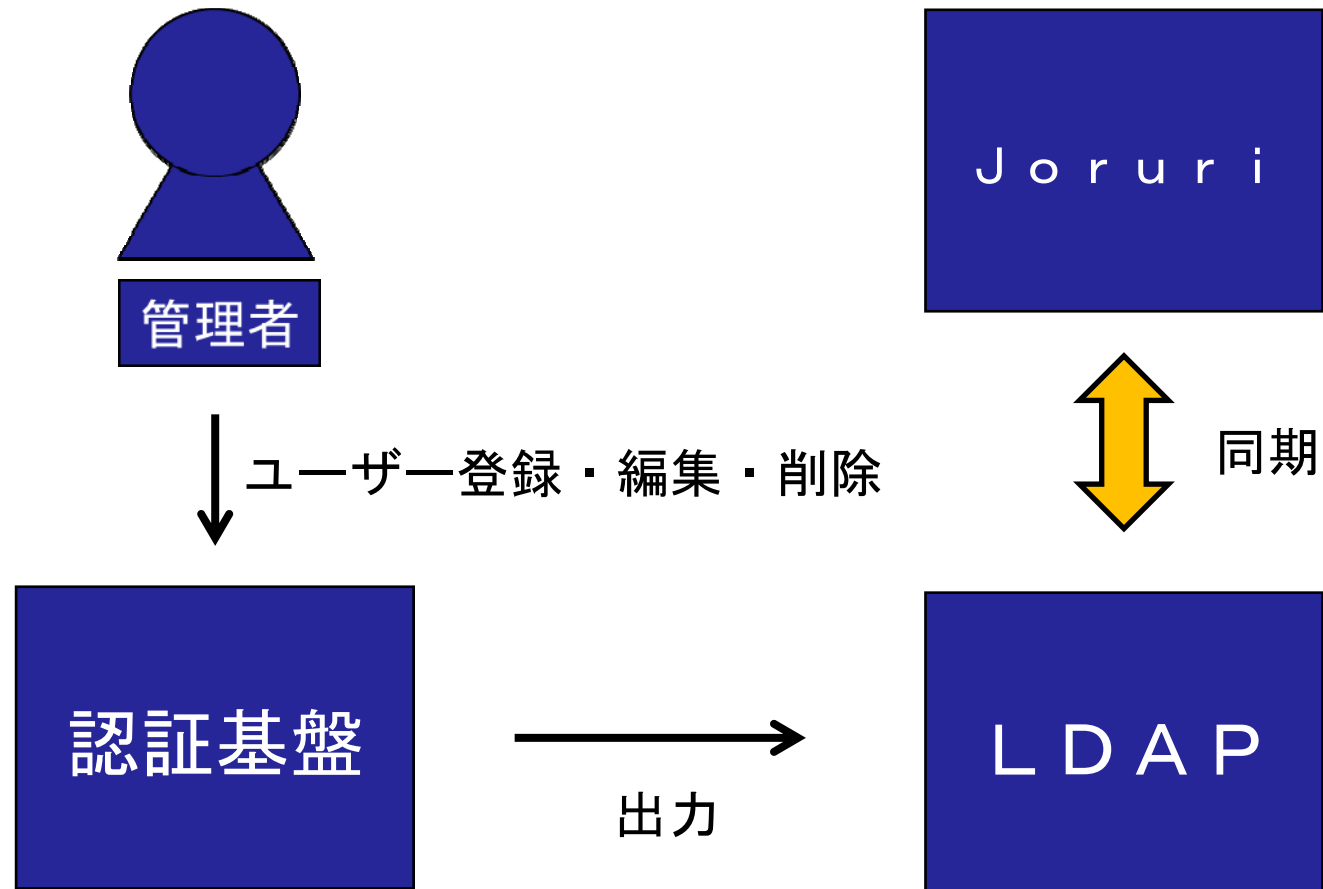 Ｊｏｒｕｒｉ
管理者
ユーザー登録・編集・削除
同期
認証基盤
ＬＤＡＰ
出力